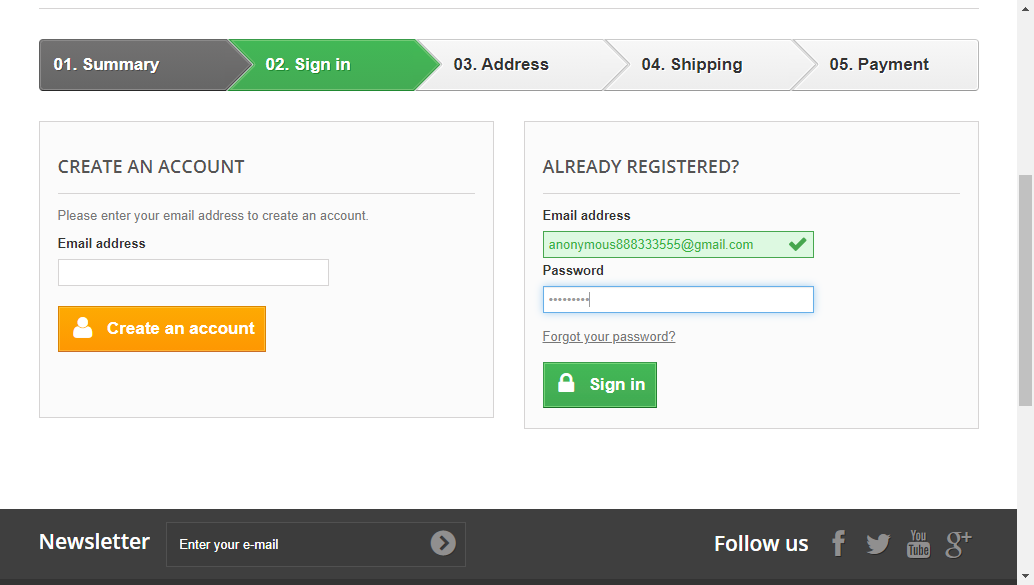 01. Summary
02. Sign in
03. Address
04. Shipping
05. Payment
CREATE AN ACCOUNT
Please enter your email address to create an account.
Email address
Create an account
ALREADY REGISTERED?
Email address
anonymous888333555@gmail.com
Password
•••••••••
Forgot your password?
Sign in
Newsletter
Enter your e-mail
Follow us
You
Tube
g+